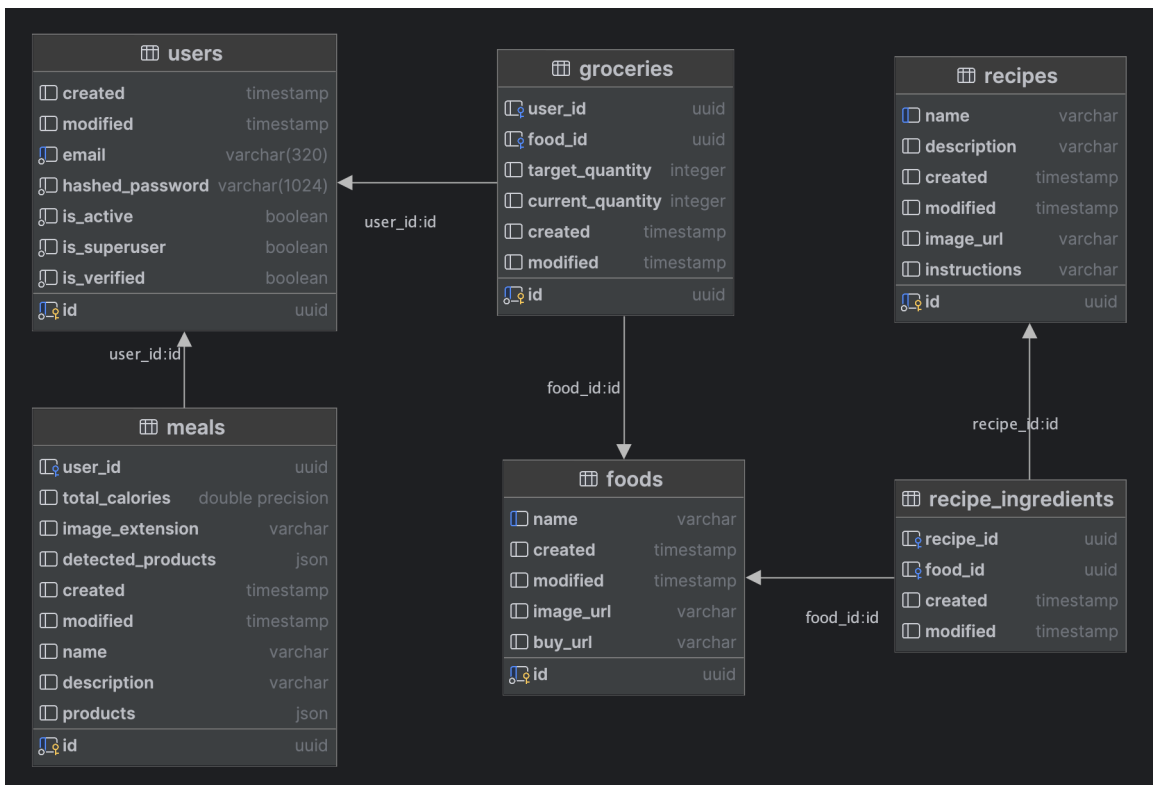 users
created timestamp
modified timestamp
email varchar(320)
hashed_password varchar(1024)
is_active boolean
is_superuser boolean
is_verified boolean
id uuid
user_id:id
groceries
user_id uuid
food_id uuid
target_quantity integer
current_quantity integer
created timestamp
modified timestamp
id uuid
recipes
name varchar
description varchar
created timestamp
modified timestamp
image_url varchar
instructions varchar
id uuid
user_id:id
food_id:id
recipe_id:id
meals
user_id uuid
total_calories double precision
image_extension varchar
detected_products json
created timestamp
modified timestamp
name varchar
description varchar
products json
id uuid
foods
name varchar
created timestamp
modified timestamp
image_url varchar
buy_url varchar
id uuid
food_id:id
recipe_ingredients
recipe_id uuid
food_id uuid
created timestamp
modified timestamp